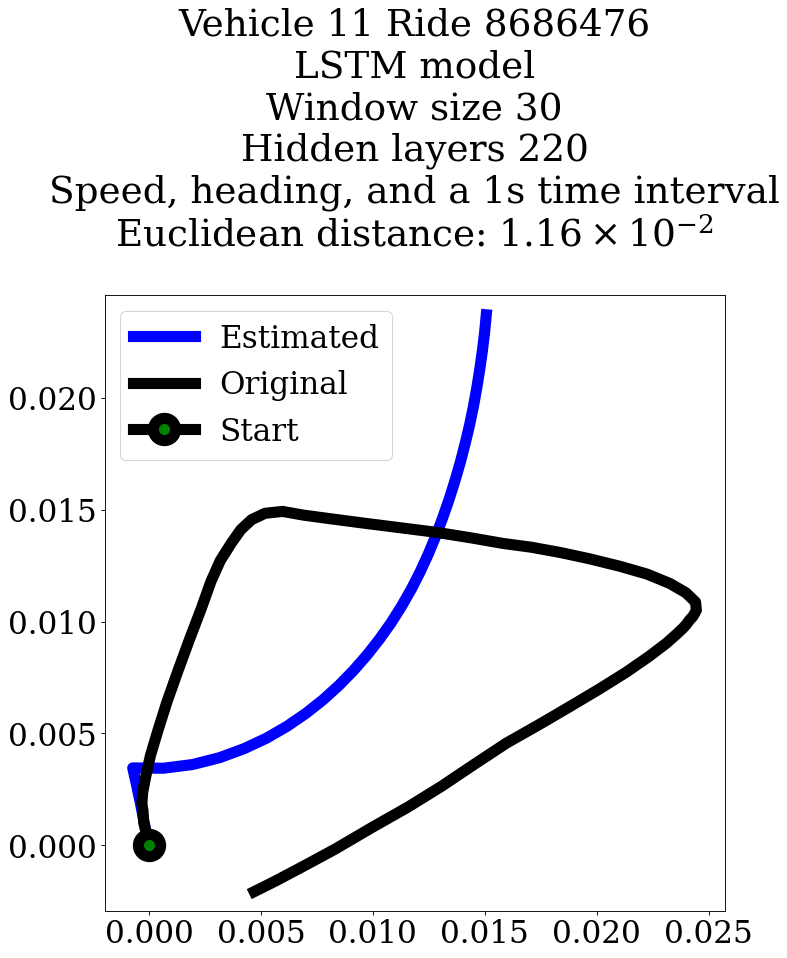 Vehicle 11 Ride 8686476
LSTM model
Window size 30
Hidden layers 220
Speed, heading, and a 1s time interval
Euclidean distance: 1.16 × 10⁻²
Estimated
Original
Start
0.020
0.015
0.010
0.005
0.000
0.000 0.005 0.010 0.015 0.020 0.025